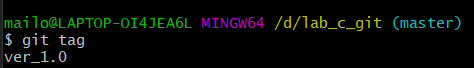 mailo@LAPTOP-OI4JEA6L MINGW64 /d/lab_c_git (master)
$ git tag
ver_1.0